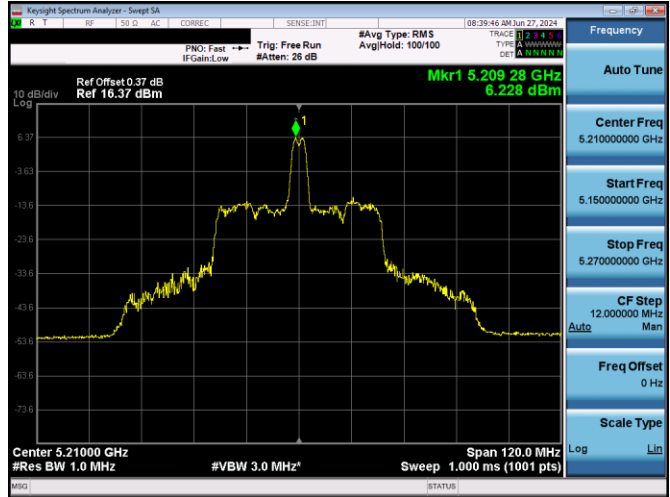 Keysight Spectrum Analyzer - Swept SA
R T RF 50 Ω AC CORREC SENSE:INT 08:39:46 AM Jun 27, 2024
#Avg Type: RMS TRACE 1 2 3 4 5 6
PNO: Fast Trig: Free Run Avg|Hold: 100/100 TYPE A WWWWW
IFGain:Low #Atten: 26 dB DET A N N N N N
Mkr1 5.209 28 GHz
6.228 dBm
Ref Offset 0.37 dB
10 dB/div Ref 16.37 dBm
Log
1
6.37
-3.63
-13.6
-23.6
-33.6
-43.6
-53.6
-63.6
-73.6
Center 5.21000 GHz Span 120.0 MHz
#Res BW 1.0 MHz #VBW 3.0 MHz* Sweep 1.000 ms (1001 pts)
MSG STATUS
Frequency
Auto Tune
Center Freq
5.210000000 GHz
Start Freq
5.150000000 GHz
Stop Freq
5.270000000 GHz
CF Step
12.000000 MHz
Auto Man
Freq Offset
0 Hz
Scale Type
Log Lin